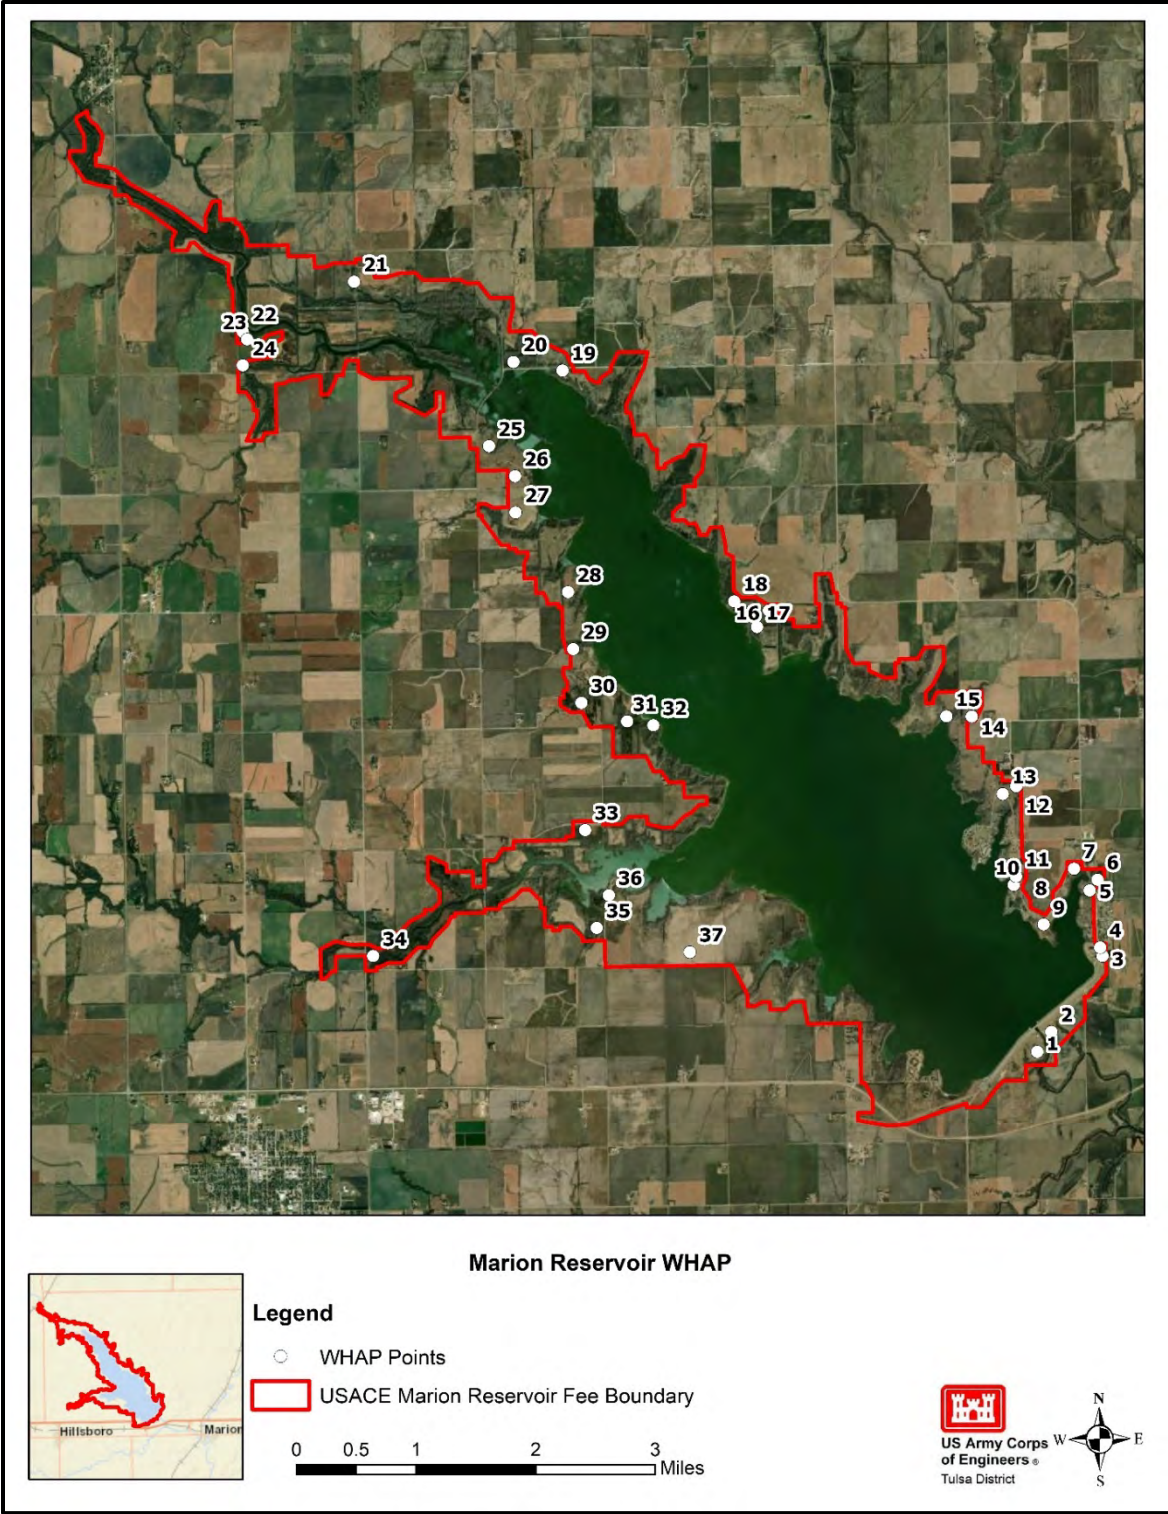 21
22
23
24
20
19
25
26
27
28
18
16
17
29
30
31
32
15
14
13
12
33
11
10
7
6
36
8
5
35
9
37
4
34
3
2
1
Marion Reservoir WHAP
Legend
WHAP Points
USACE Marion Reservoir Fee Boundary
Hillsboro
Marion
0 0.5 1 2 3
Miles
US Army Corps
of Engineers ®
Tulsa District
N
W
E
S